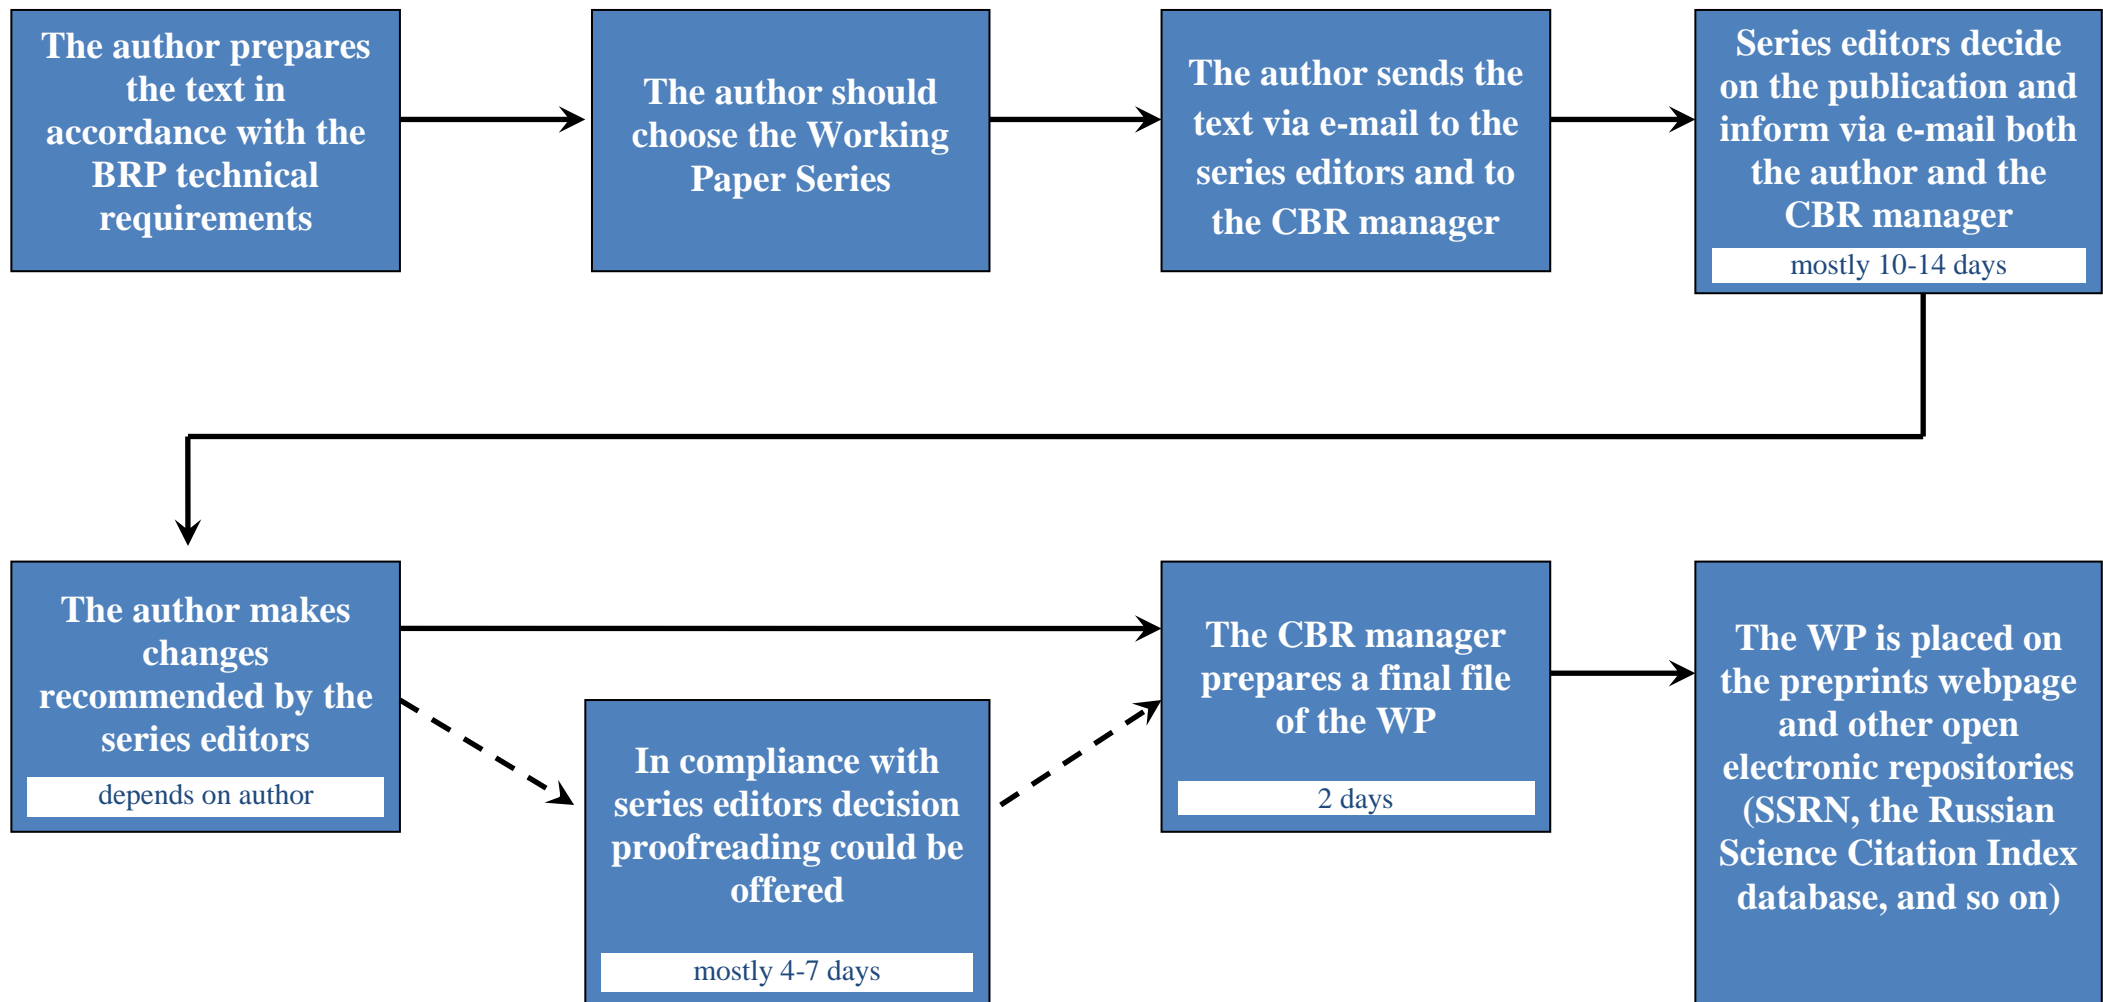 The author prepares
the text in
accordance with the
BRP technical
requirements
The author should
choose the Working
Paper Series
The author sends the
text via e-mail to the
series editors and to
the CBR manager
Series editors decide
on the publication and
inform via e-mail both
the author and the
CBR manager
mostly 10-14 days
The author makes
changes
recommended by the
series editors
depends on author
In compliance with
series editors decision
proofreading could be
offered
mostly 4-7 days
The CBR manager
prepares a final file
of the WP
2 days
The WP is placed on
the preprints webpage
and other open
electronic repositories
(SSRN, the Russian
Science Citation Index
database, and so on)